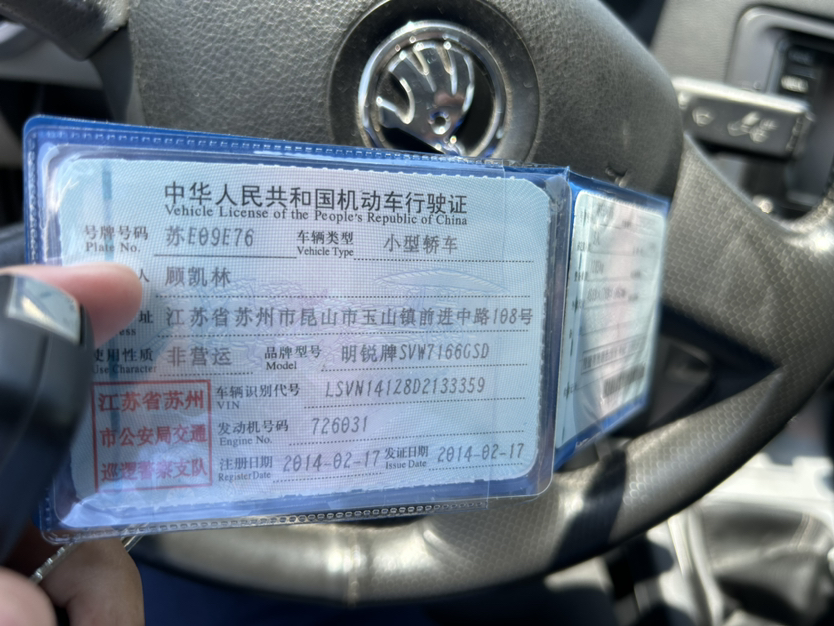 中华人民共和国机动车行驶证
Vehicle License of the People's Republic of China
号牌号码 苏E09E76 车辆类型 小型轿车
Plate No. Vehicle Type
人 顾凯林
址 江苏省苏州市昆山市玉山镇前进中路108号
ess
使用性质 非营运 品牌型号 明锐牌SVW7166GSD
Use Character Model
江苏省苏州 车辆识别代号 LSVN14128D2133359
VIN
市公安局交通 发动机号码 726031
Engine No.
巡逻警察支队 注册日期 2014-02-17 发证日期 2014-02-17
Register Date Issue Date